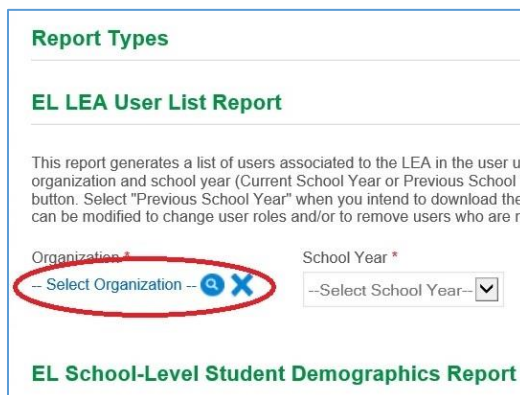 Report Types
EL LEA User List Report
This report generates a list of users associated to the LEA in the user u
organization and school year (Current School Year or Previous School
button. Select "Previous School Year" when you intend to download the
can be modified to change user roles and/or to remove users who are r
Organization * School Year *
-- Select Organization -- --Select School Year--
EL School-Level Student Demographics Report